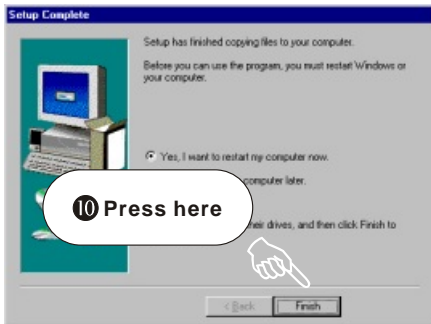 Setup Complete
Setup has finished copying files to your computer.
Before you can use the program, you must restart Windows or
your computer.
Yes, I want to restart my computer now.
computer later.
❿ Press here
their drives, and then click Finish to
< Back
Finish